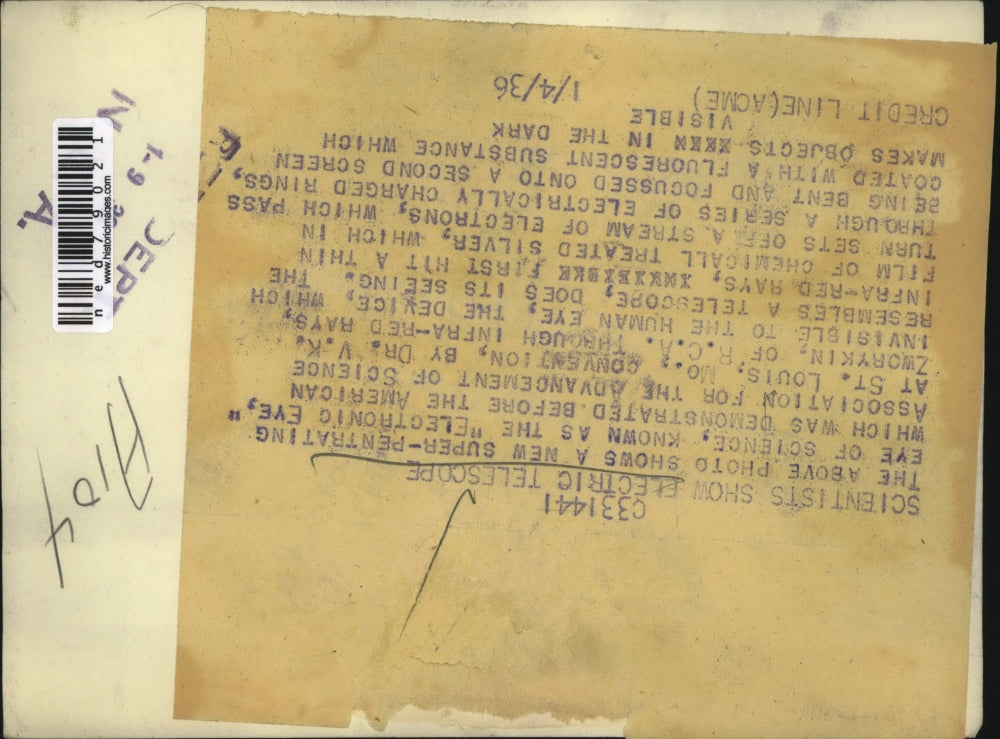 C331441
SCIENTISTS SHOW ELECTRIC TELESCOPE
THE ABOVE PHOTO SHOWS A NEW SUPER-PENTRATING
EYE OF SCIENCE, KNOWN AS THE "ELECTRONIC EYE,"
WHICH WAS DEMONSTRATED BEFORE THE AMERICAN
ASSOCIATION FOR THE ADVANCEMENT OF SCIENCE
AT ST. LOUIS, MO., CONVENTION, BY DR. V.K.
ZWORYKIN, OF R.C.A. THROUGH INFRA-RED RAYS,
INVISIBLE TO THE HUMAN EYE, THE DEVICE, WHICH
RESEMBLES A TELESCOPE, DOES ITS SEEING. THE
INFRA-RED RAYS, FIRST HIT A THIN
FILM OF CHEMICALL TREATED SILVER, WHICH IN
TURN SETS OFF A STREAM OF ELECTRONS, WHICH PASS
THROUGH A SERIES OF ELECTRICALLY CHARGED RINGS,
BEING BENT AND FOCUSSED ONTO A SECOND SCREEN
COATED WITH A FLUORESCENT SUBSTANCE WHICH
MAKES OBJECTS XXXX IN THE DARK
VISIBLE
CREDIT LINE(ACME) 1/4/36
ned79021
www.historicimages.com
DEPT
A.